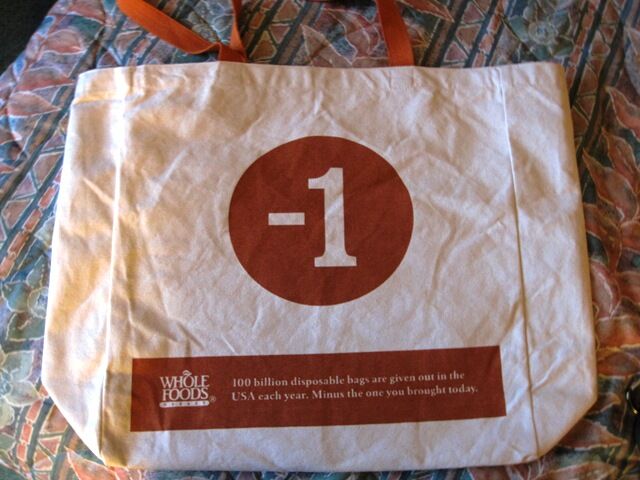 -1
WHOLE
FOODS
MARKET
®
100 billion disposable bags are given out in the
USA each year. Minus the one you brought today.